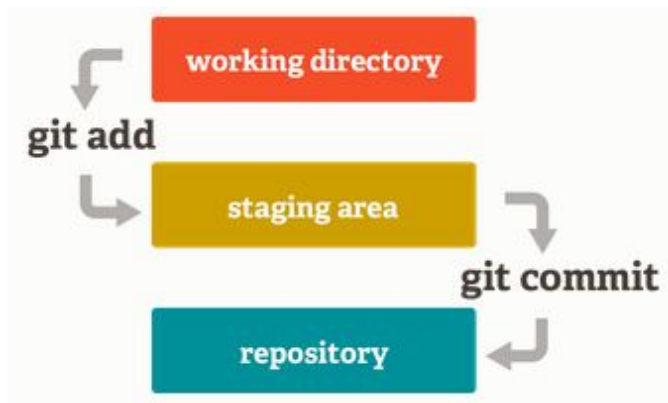 working directory
git add
staging area
git commit
repository